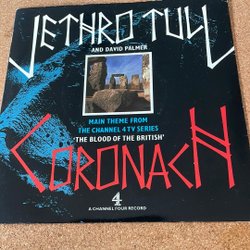 JETHRO TULL
AND DAVID PALMER
MAIN THEME FROM
THE CHANNEL 4 TV SERIES
'THE BLOOD OF THE BRITISH'
CORONACH
4
A CHANNEL FOUR RECORD